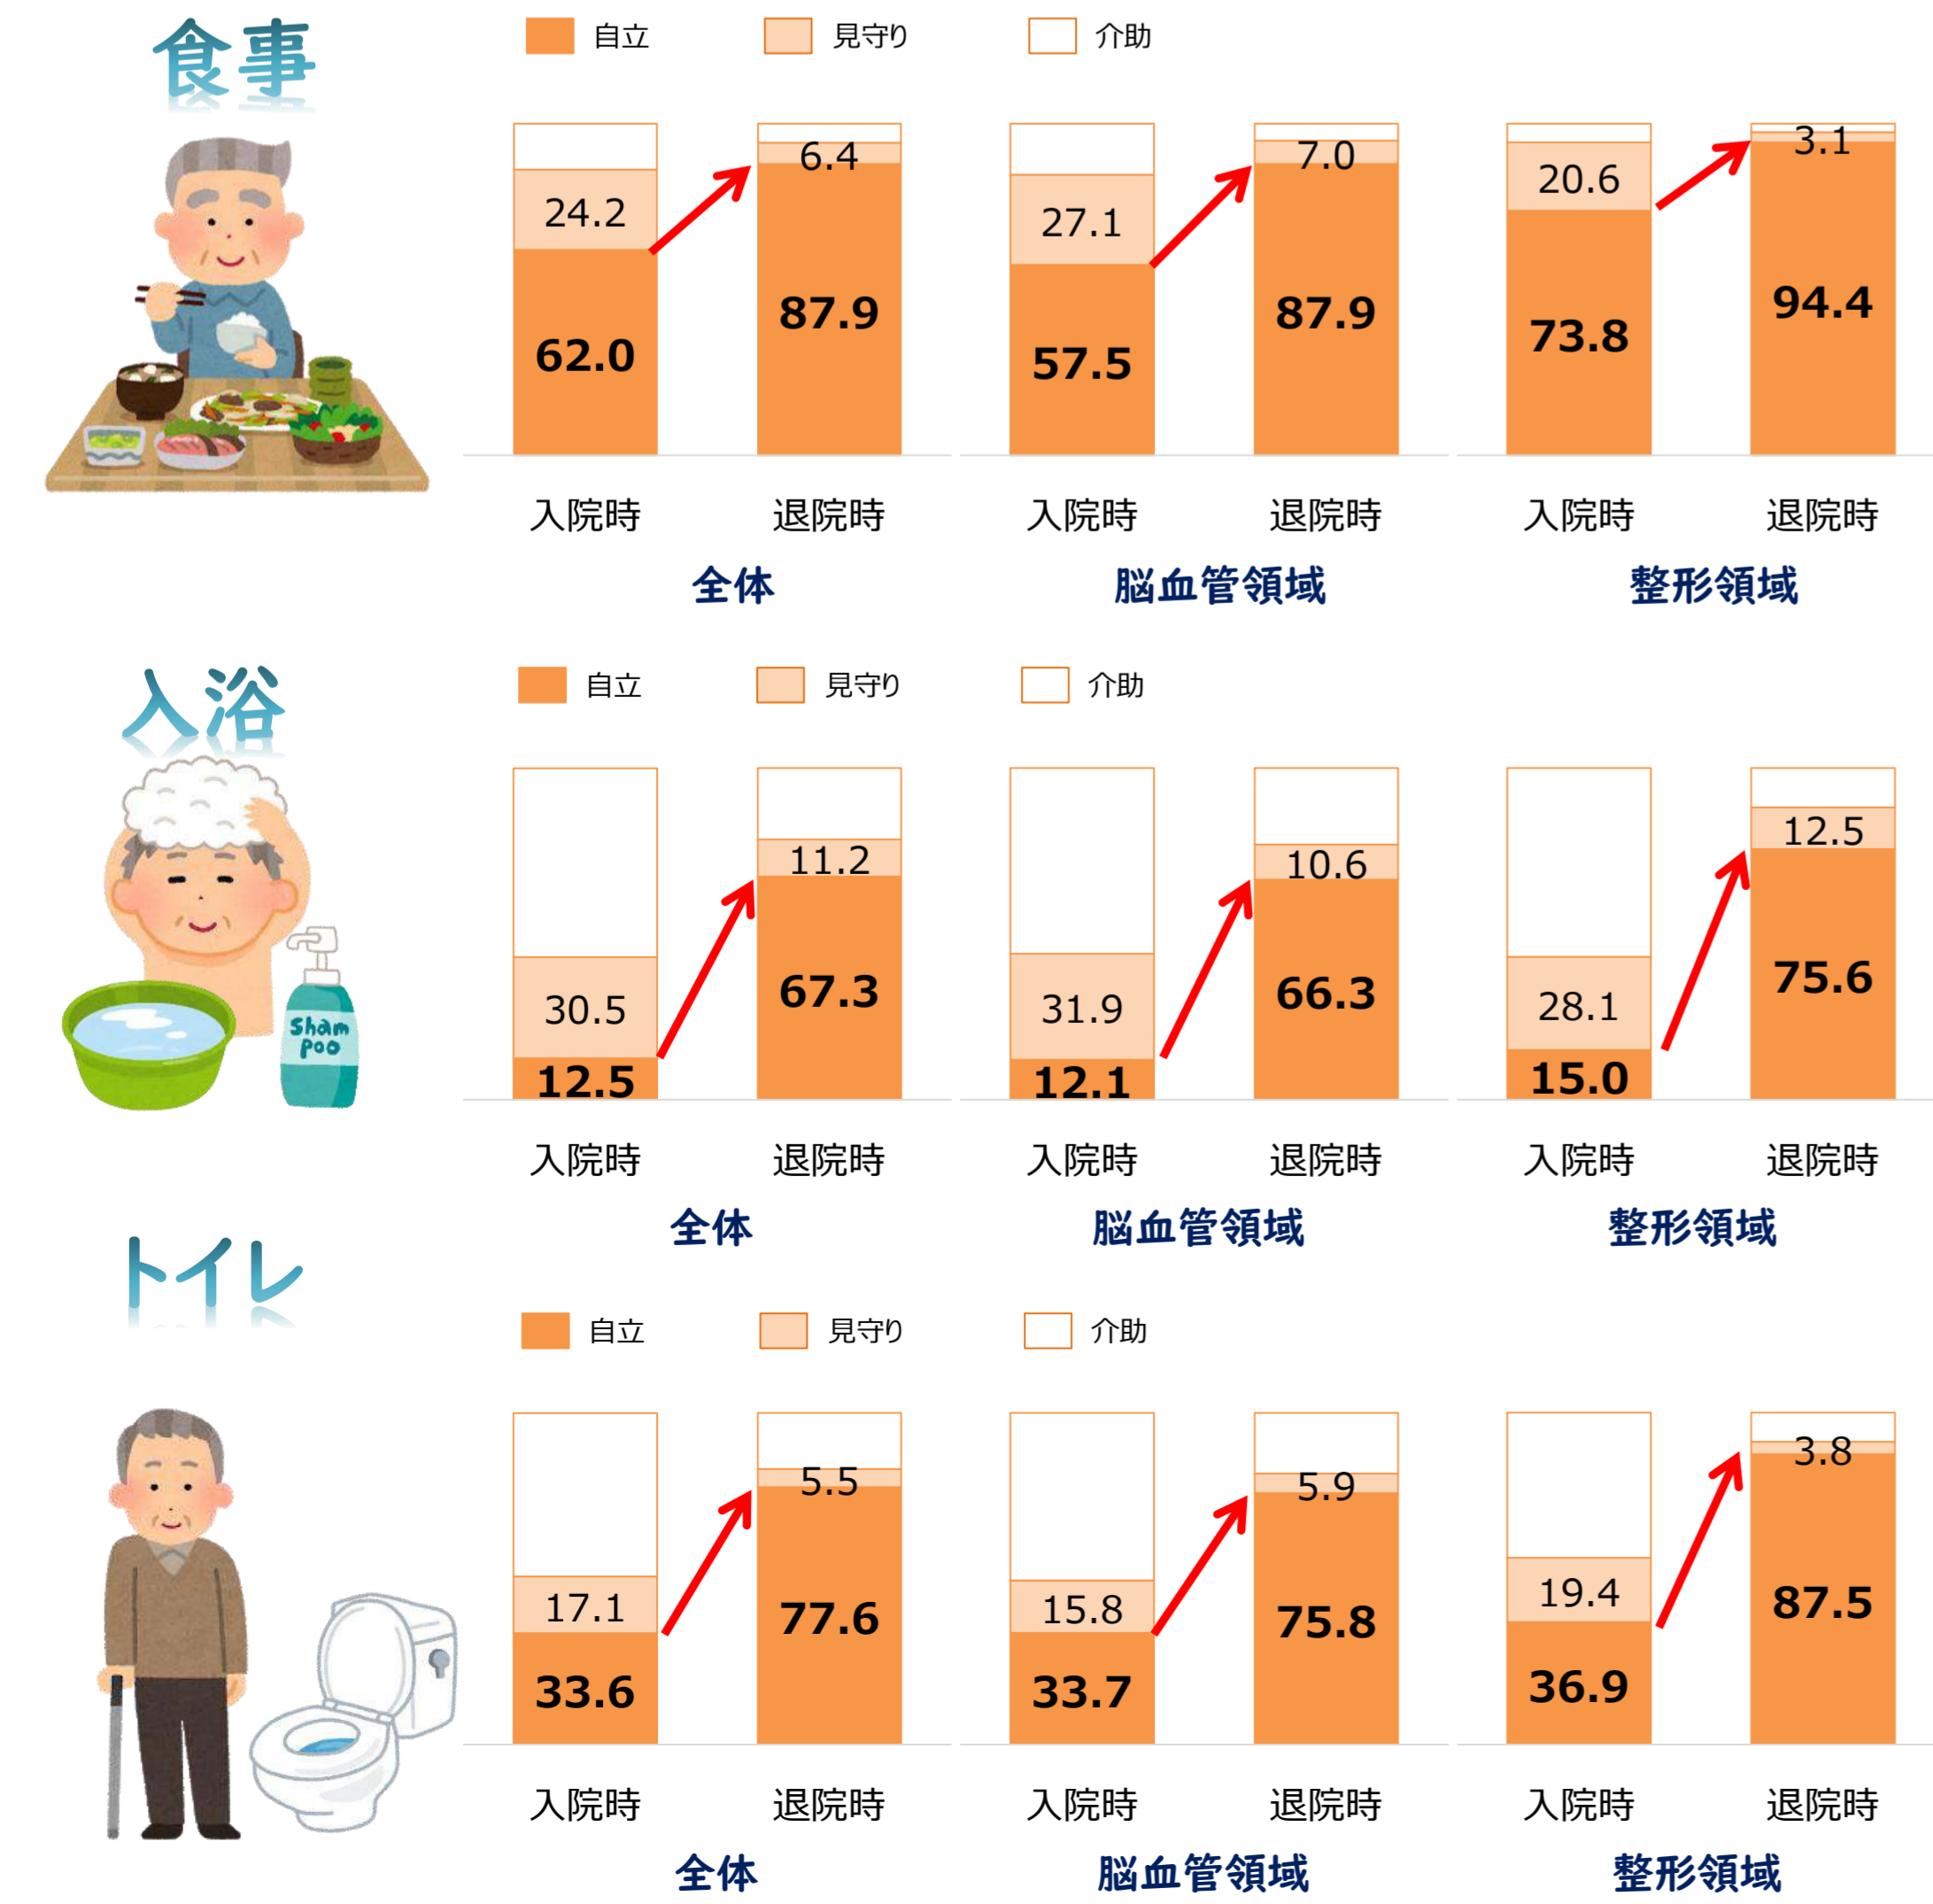 食事
自立 見守り 介助
24.2 6.4 27.1 7.0 20.6 3.1
62.0 87.9 57.5 87.9 73.8 94.4
入院時 退院時 入院時 退院時 入院時 退院時
全体 脳血管領域 整形領域
入浴
自立 見守り 介助
30.5 11.2 31.9 10.6 28.1 12.5
12.5 67.3 12.1 66.3 15.0 75.6
Sham
poo
入院時 退院時 入院時 退院時 入院時 退院時
全体 脳血管領域 整形領域
トイレ
自立 見守り 介助
17.1 5.5 15.8 5.9 19.4 3.8
33.6 77.6 33.7 75.8 36.9 87.5
入院時 退院時 入院時 退院時 入院時 退院時
全体 脳血管領域 整形領域